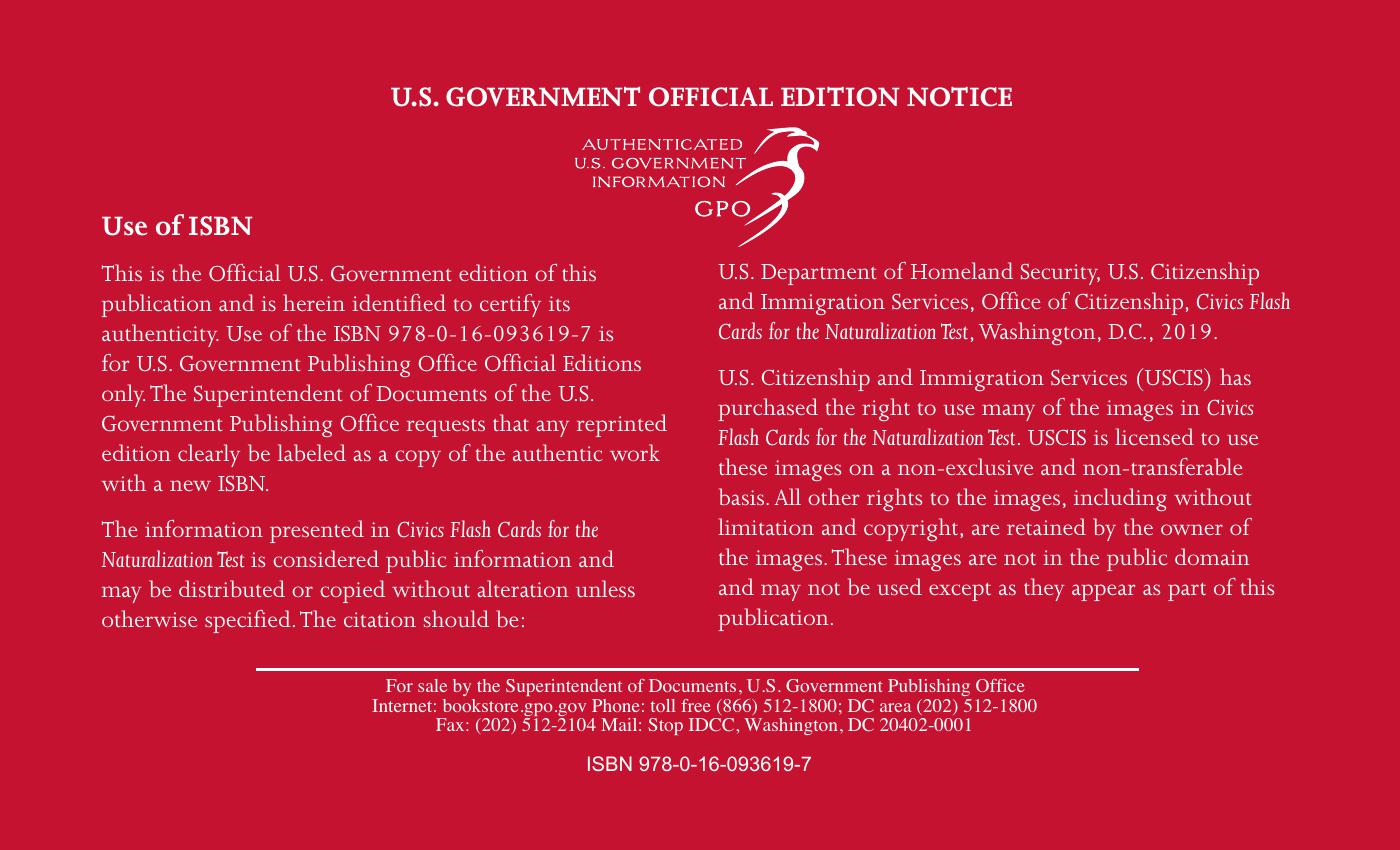 U.S. GOVERNMENT OFFICIAL EDITION NOTICE
AUTHENTICATED
U.S. GOVERNMENT
INFORMATION
GPO
Use of ISBN
This is the Official U.S. Government edition of this
publication and is herein identified to certify its
authenticity. Use of the ISBN 978-0-16-093619-7 is
for U.S. Government Publishing Office Official Editions
only. The Superintendent of Documents of the U.S.
Government Publishing Office requests that any reprinted
edition clearly be labeled as a copy of the authentic work
with a new ISBN.
The information presented in Civics Flash Cards for the
Naturalization Test is considered public information and
may be distributed or copied without alteration unless
otherwise specified. The citation should be:
U.S. Department of Homeland Security, U.S. Citizenship
and Immigration Services, Office of Citizenship, Civics Flash
Cards for the Naturalization Test, Washington, D.C., 2019.
U.S. Citizenship and Immigration Services (USCIS) has
purchased the right to use many of the images in Civics
Flash Cards for the Naturalization Test. USCIS is licensed to use
these images on a non-exclusive and non-transferable
basis. All other rights to the images, including without
limitation and copyright, are retained by the owner of
the images. These images are not in the public domain
and may not be used except as they appear as part of this
publication.
For sale by the Superintendent of Documents, U.S. Government Publishing Office
Internet: bookstore.gpo.gov Phone: toll free (866) 512-1800; DC area (202) 512-1800
Fax: (202) 512-2104 Mail: Stop IDCC, Washington, DC 20402-0001
ISBN 978-0-16-093619-7